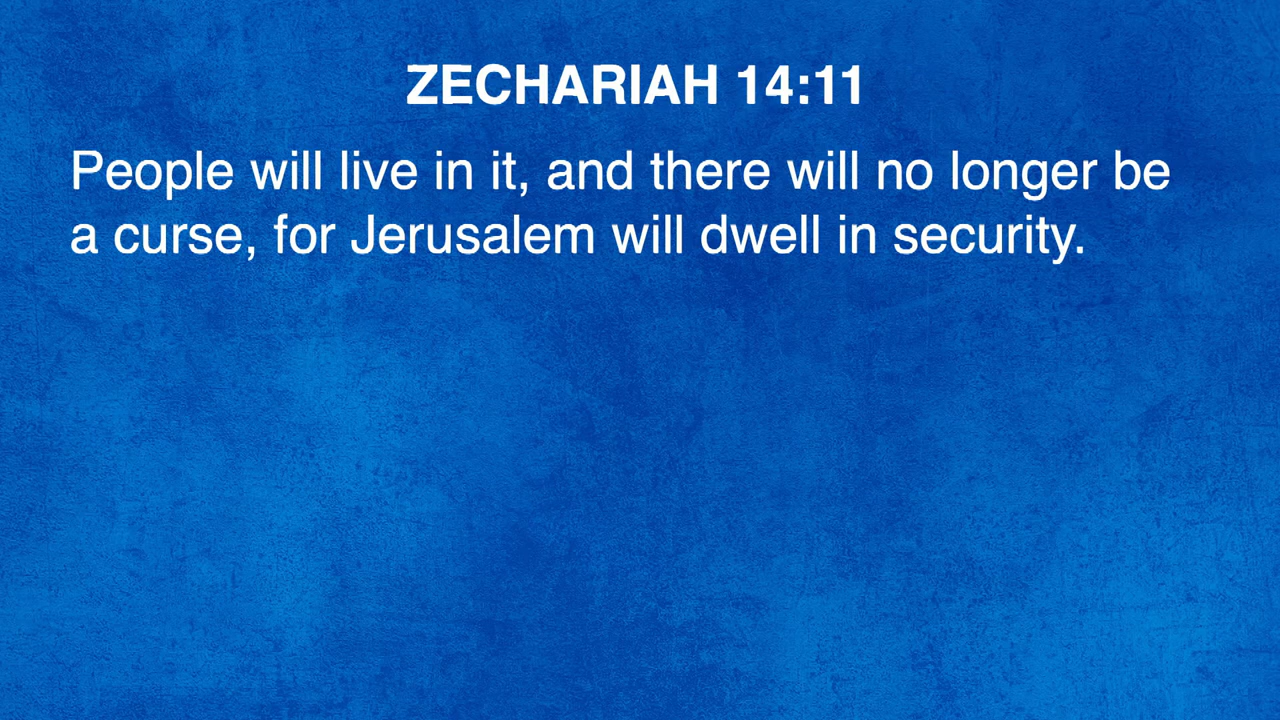 ZECHARIAH 14:11
People will live in it, and there will no longer be
a curse, for Jerusalem will dwell in security.